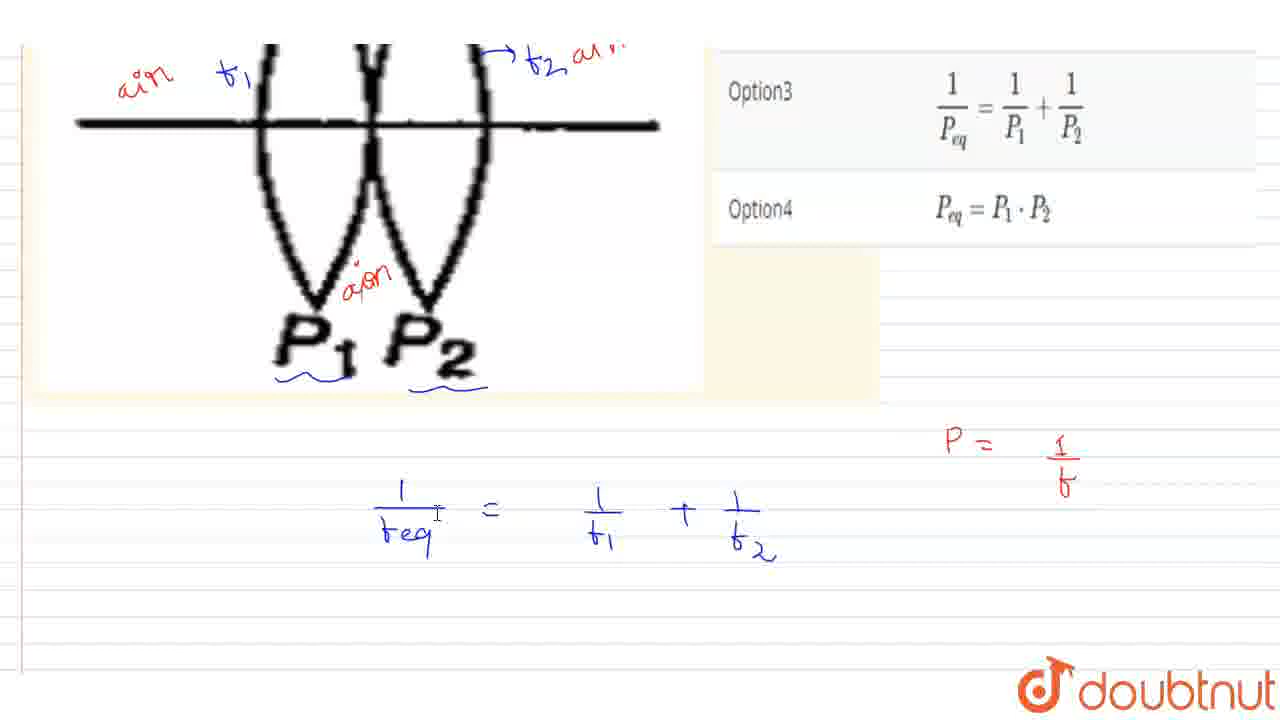 air f₁ → f₂ air
Option3 1/P_eq = 1/P₁ + 1/P₂
Option4 P_eq = P₁ · P₂
air
P₁ P₂
P = 1/f
1/feq = 1/f₁ + 1/f₂
doubtnut